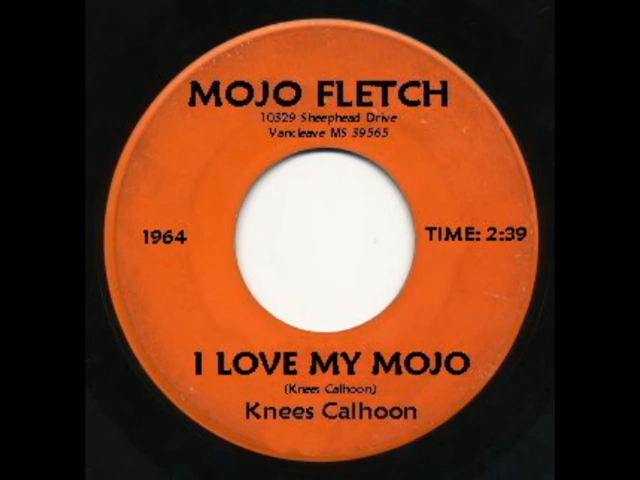 MOJO FLETCH
10329 Sheephead Drive
Vancleave MS 39565
1964
TIME: 2:39
I LOVE MY MOJO
(Knees Calhoon)
Knees Calhoon